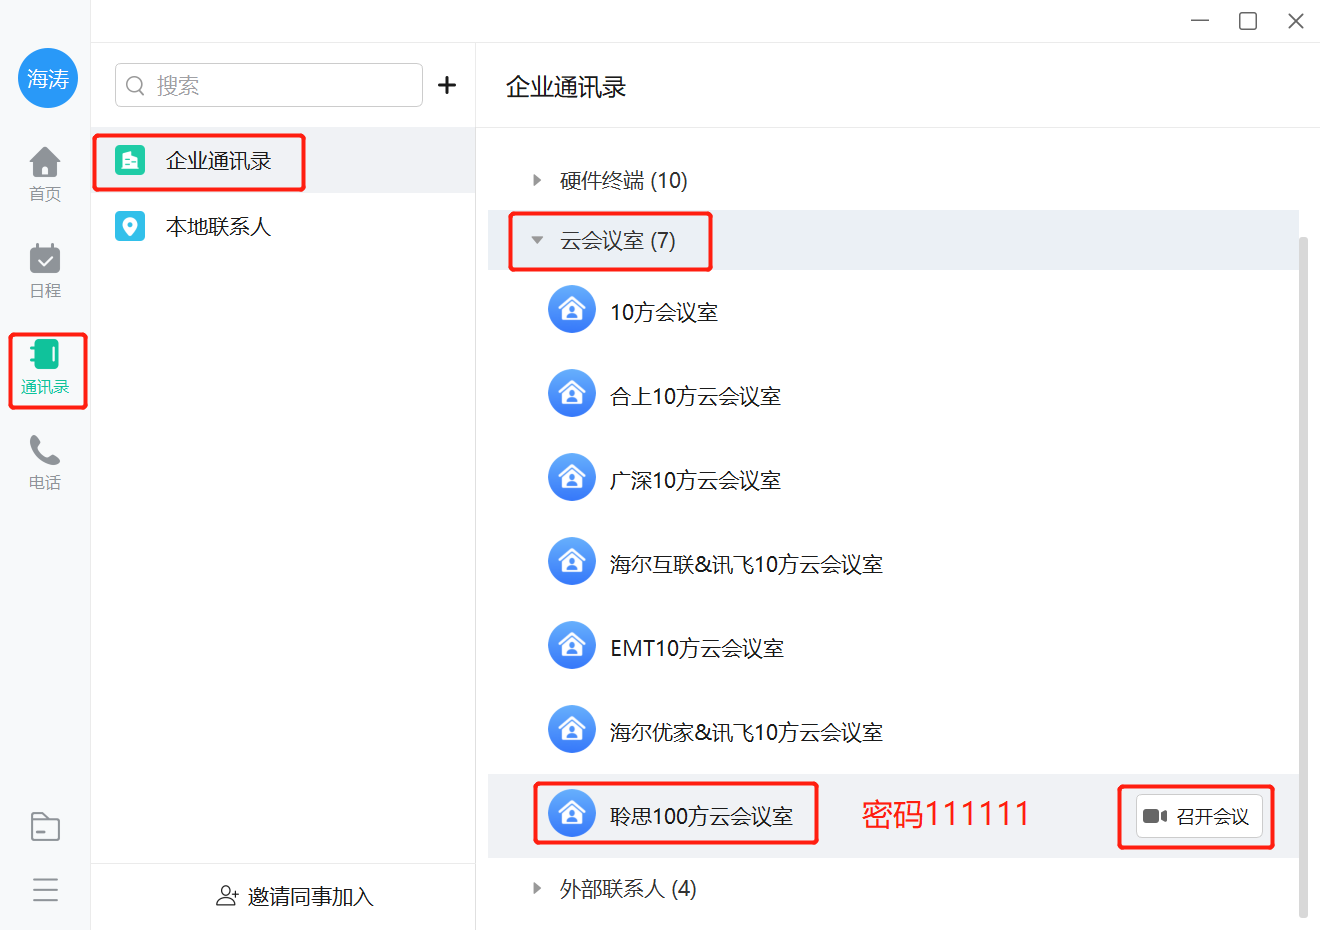 海涛
首页
日程
通讯录
电话
搜索
企业通讯录
本地联系人
邀请同事加入
企业通讯录
硬件终端 (10)
云会议室 (7)
10方会议室
合上10方云会议室
广深10方云会议室
海尔互联&讯飞10方云会议室
EMT10方云会议室
海尔优家&讯飞10方云会议室
聆思100方云会议室 密码111111 召开会议
外部联系人 (4)